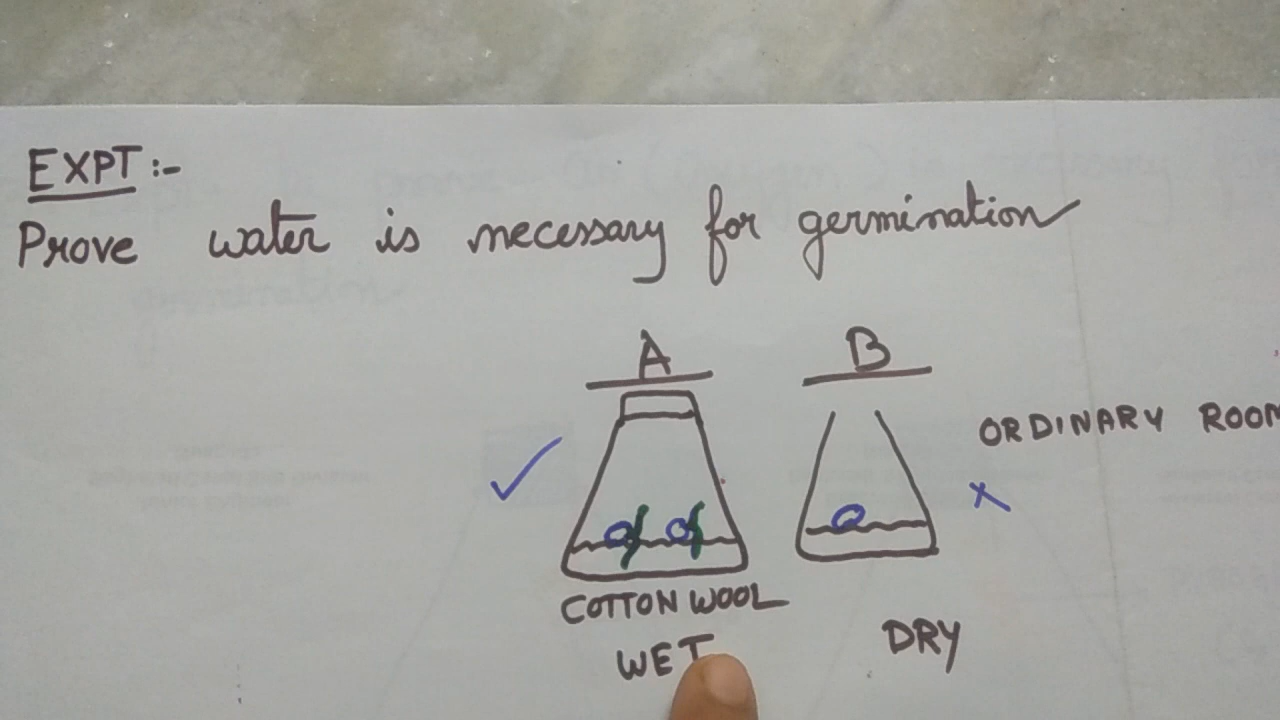 EXPT :-
Prove water is necessary for germination
A
B
ORDINARY ROOM
COTTON WOOL
WET
DRY